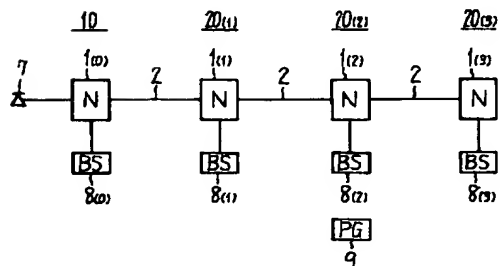 10 20(1) 20(2) 20(3)
7 1(0) 2 1(1) 2 1(2) 2 1(3)
N N N N
BS BS BS BS
8(0) 8(1) 8(2) 8(3)
PG
9